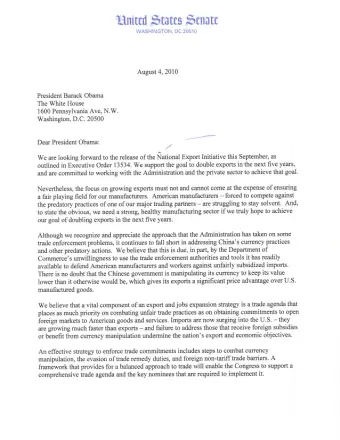 United States Senate
WASHINGTON, DC 20510
August 4, 2010
President Barack Obama
The White House
1600 Pennsylvania Ave, N.W.
Washington, D.C. 20500
Dear President Obama:
We are looking forward to the release of the National Export Initiative this September, as
outlined in Executive Order 13534. We support the goal to double exports in the next five years,
and are committed to working with the Administration and the private sector to achieve that goal.
Nevertheless, the focus on growing exports must not and cannot come at the expense of ensuring
a fair playing field for our manufacturers. American manufacturers – forced to compete against
the predatory practices of one of our major trading partners – are struggling to stay solvent. And,
to state the obvious, we need a strong, healthy manufacturing sector if we truly hope to achieve
our goal of doubling exports in the next five years.
Although we recognize and appreciate the approach that the Administration has taken on some
trade enforcement problems, it continues to fall short in addressing China's currency practices
and other predatory actions. We believe that this is due, in part, by the Department of
Commerce's unwillingness to use the trade enforcement authorities and tools it has readily
available to defend American manufacturers and workers against unfairly subsidized imports.
There is no doubt that the Chinese government is manipulating its currency to keep its value
lower than it otherwise would be, which gives its exports a significant price advantage over U.S.
manufactured goods.
We believe that a vital component of an export and jobs expansion strategy is a trade agenda that
places as much priority on combating unfair trade practices as on obtaining commitments to open
foreign markets to American goods and services. Imports are now surging into the U.S. – they
are growing much faster than exports – and failure to address those that receive foreign subsidies
or benefit from currency manipulation undermine the nation's export and economic objectives.
An effective strategy to enforce trade commitments includes steps to combat currency
manipulation, the evasion of trade remedy duties, and foreign non-tariff trade barriers. A
framework that provides for a balanced approach to trade will enable the Congress to support a
comprehensive trade agenda and the key nominees that are required to implement it.